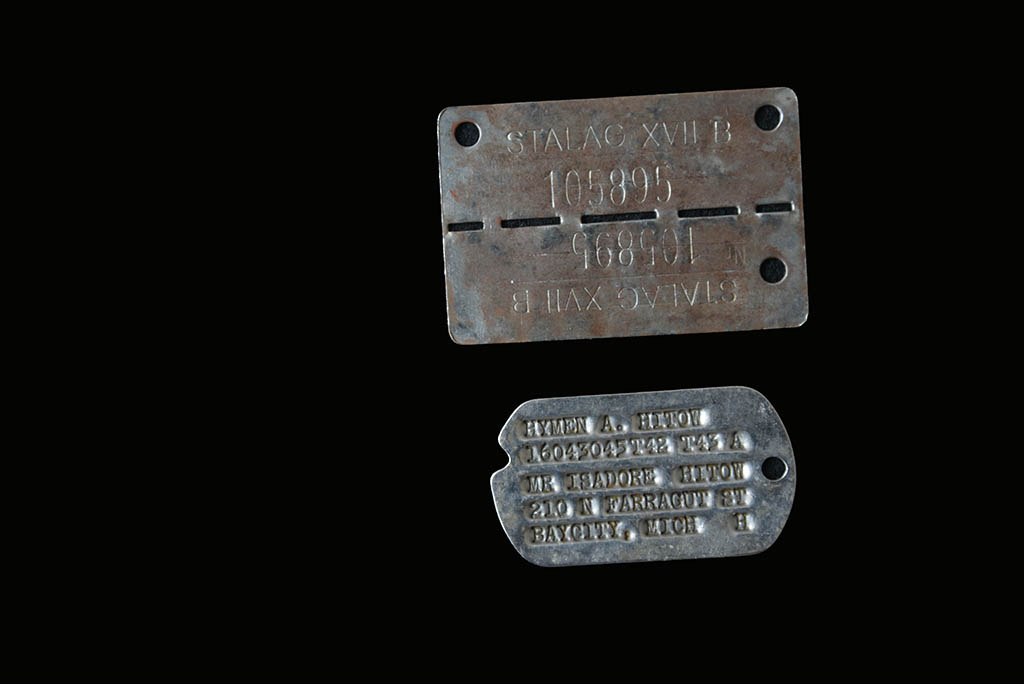 STALAG XVII B
105895
Nr. 105895
STALAG XVII B
HYMEN A. HITOW
16043045 T42 T43 A
MR ISADORE HITOW
210 N FARRAGUT ST
BAYCITY, MICH H